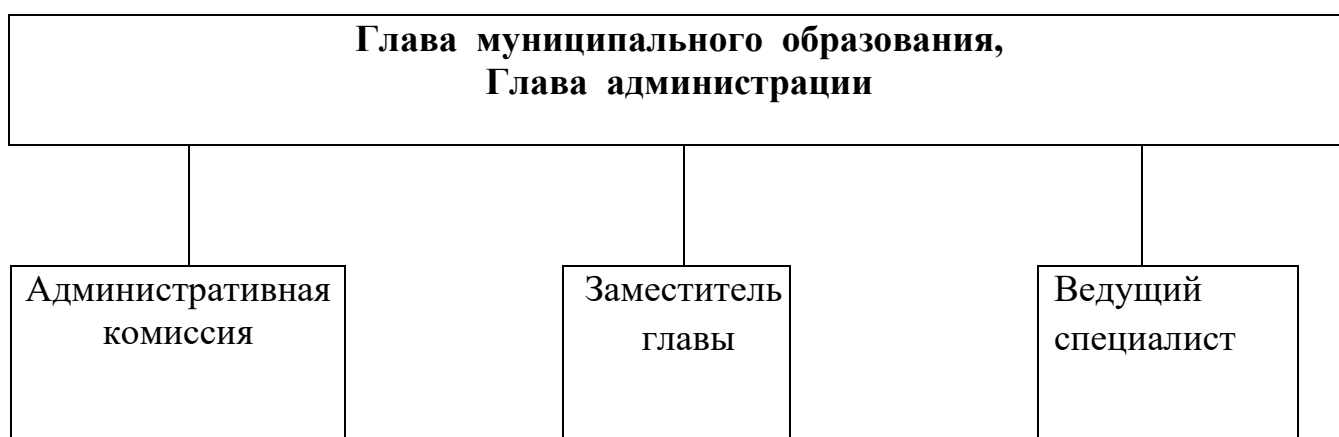 Глава муниципального образования,
Глава администрации
Административная
комиссия
Заместитель
главы
Ведущий
специалист